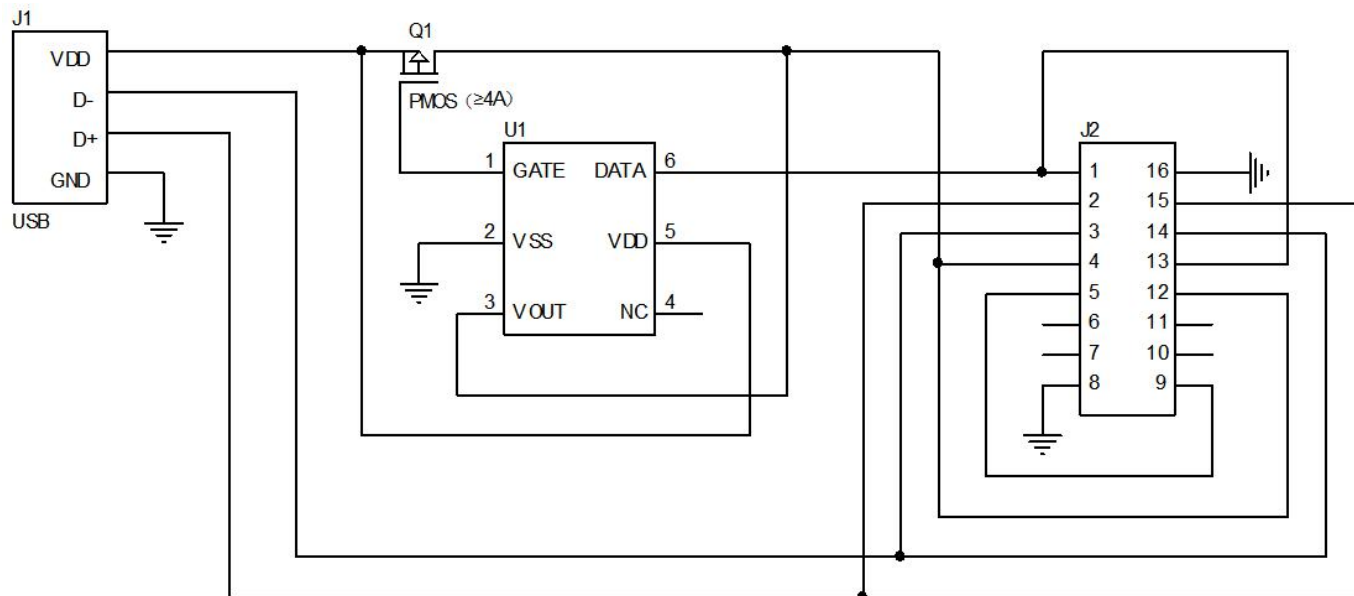 J1
VDD
D-
D+
GND
USB
Q1
PMOS（≥4A）
U1
1 GATE DATA 6
2 VSS VDD 5
3 VOUT NC 4
J2
1 16
2 15
3 14
4 13
5 12
6 11
7 10
8 9